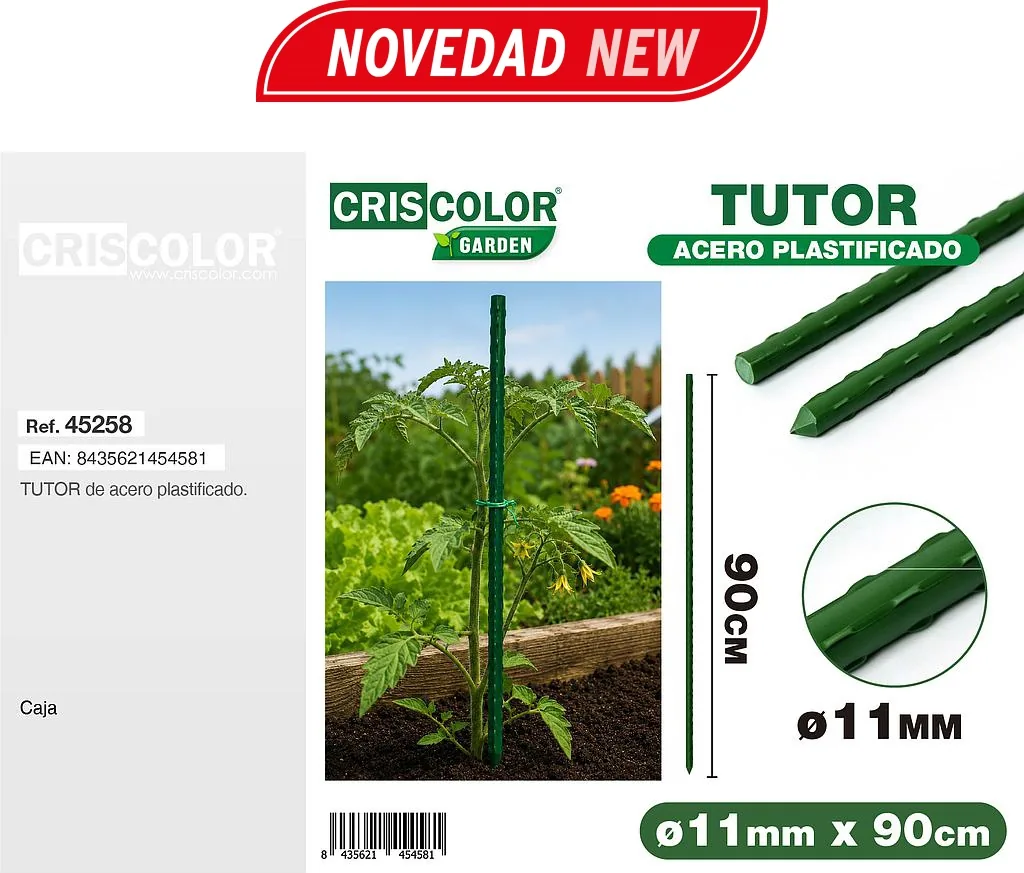 NOVEDAD NEW
CRISCOLOR®
www.criscolor.com
Ref. 45258
EAN: 8435621454581
TUTOR de acero plastificado.
Caja
CRISCOLOR®
GARDEN
TUTOR
ACERO PLASTIFICADO
90CM
Ø11MM
8 435621 454581
Ø11mm x 90cm